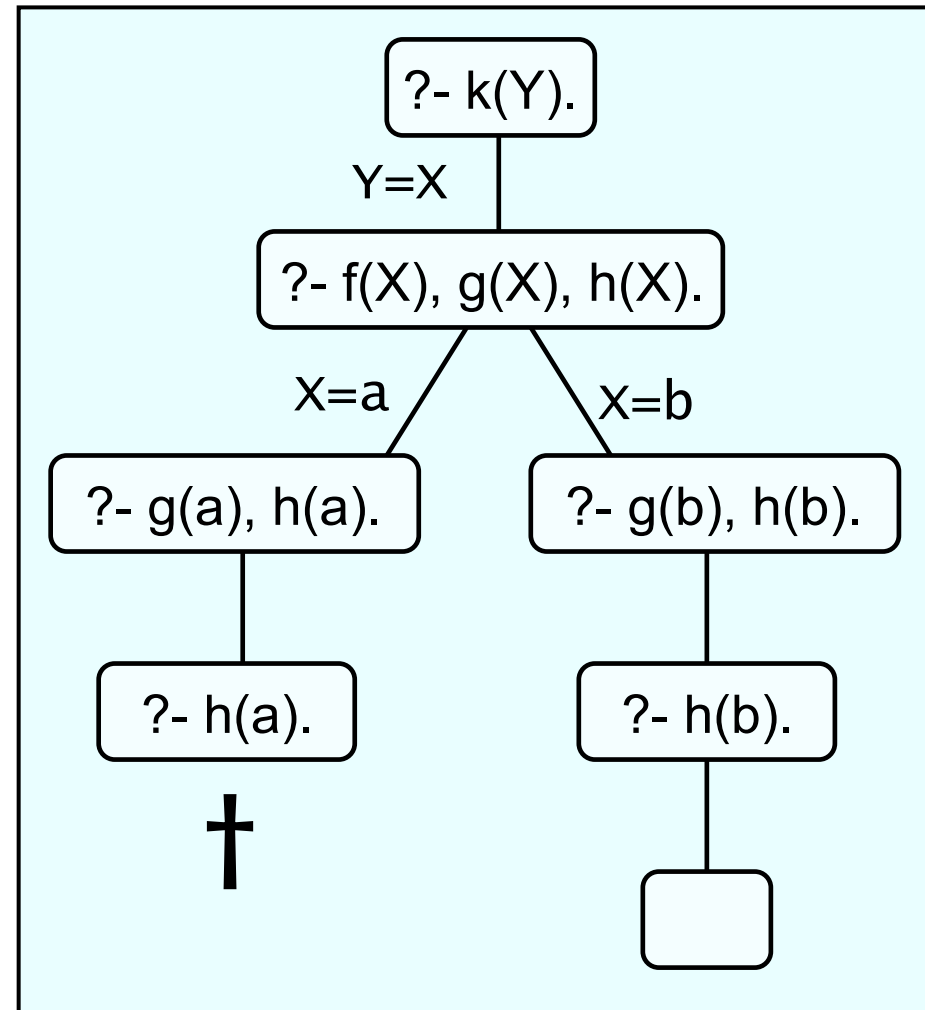 ?- k(Y).
Y=X
?- f(X), g(X), h(X).
X=a
X=b
?- g(a), h(a).
?- g(b), h(b).
?- h(a).
?- h(b).
†